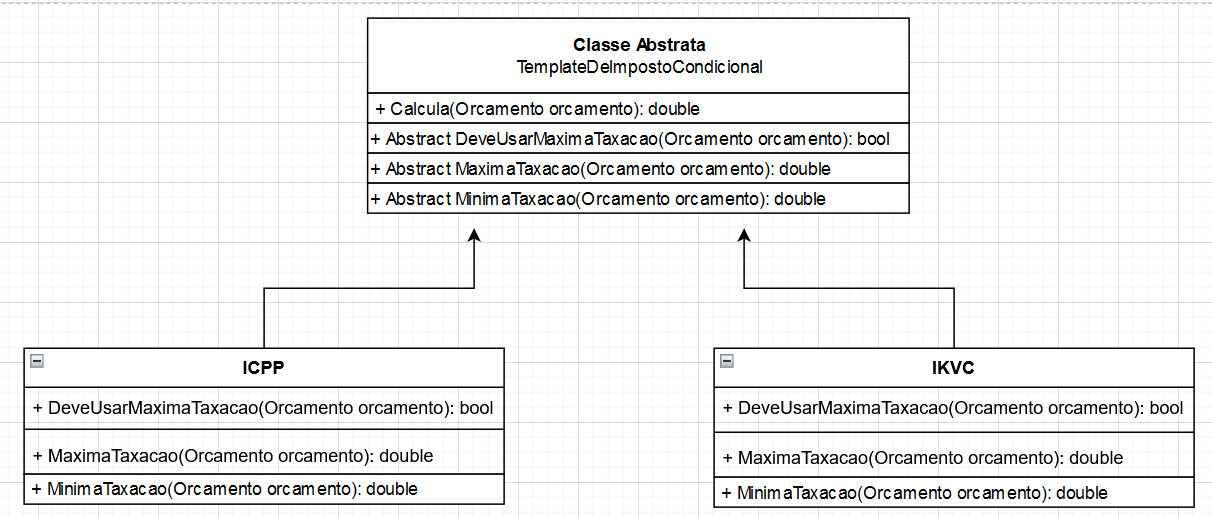 Classe Abstrata
TemplateDeImpostoCondicional
+ Calcula(Orcamento orcamento): double
+ Abstract DeveUsarMaximaTaxacao(Orcamento orcamento): bool
+ Abstract MaximaTaxacao(Orcamento orcamento): double
+ Abstract MinimaTaxacao(Orcamento orcamento): double
ICPP
+ DeveUsarMaximaTaxacao(Orcamento orcamento): bool
+ MaximaTaxacao(Orcamento orcamento): double
+ MinimaTaxacao(Orcamento orcamento): double
IKVC
+ DeveUsarMaximaTaxacao(Orcamento orcamento): bool
+ MaximaTaxacao(Orcamento orcamento): double
+ MinimaTaxacao(Orcamento orcamento): double